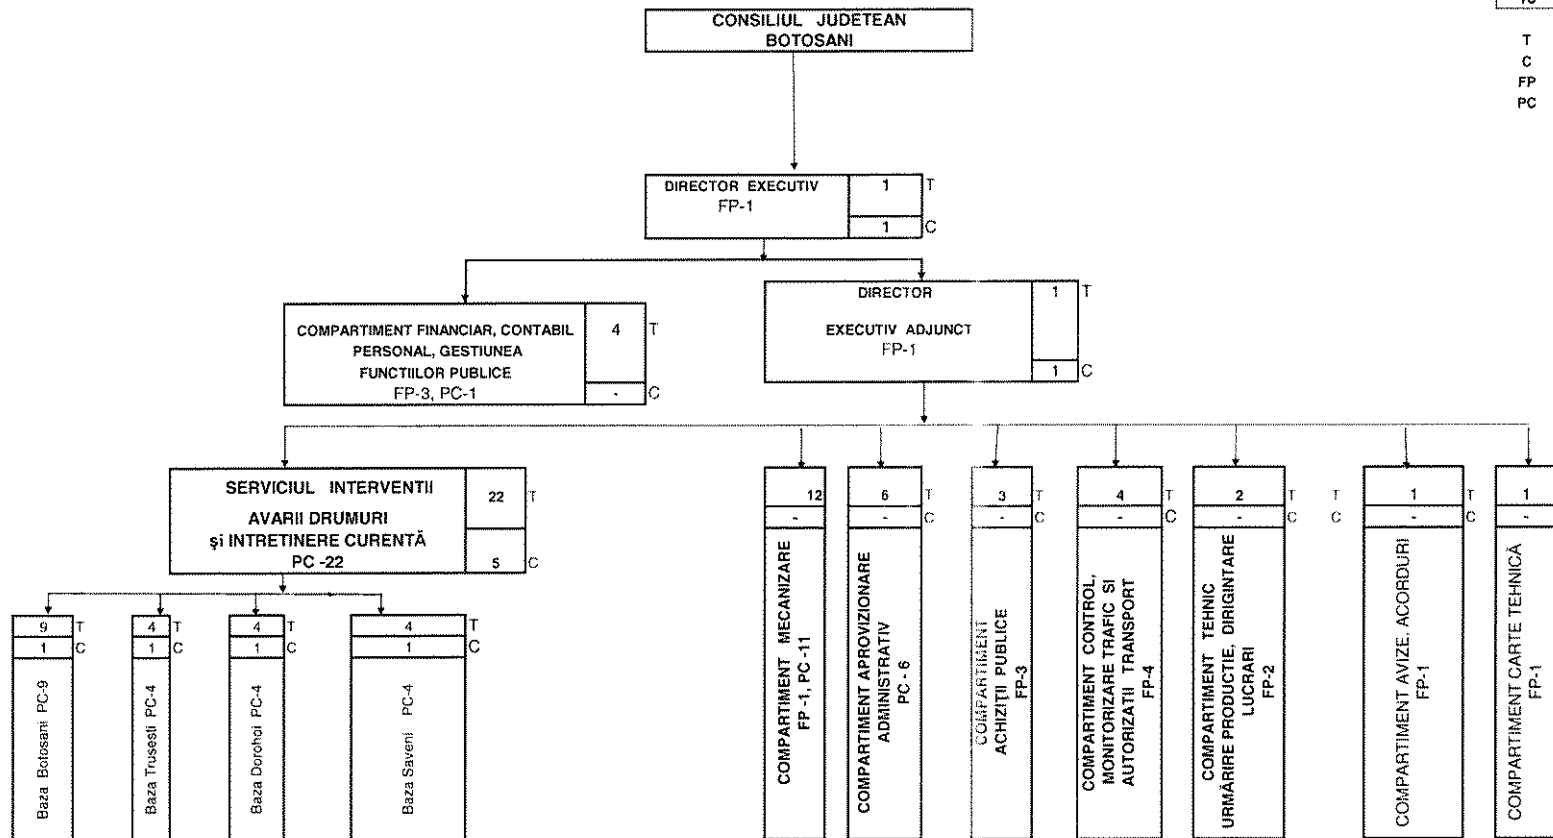 CONSILIUL JUDETEAN
BOTOSANI
T
C
FP
PC
DIRECTOR EXECUTIV
FP-1
1 T
1 C
COMPARTIMENT FINANCIAR, CONTABIL
PERSONAL, GESTIUNEA
FUNCTIILOR PUBLICE
FP-3, PC-1
4 T
- C
DIRECTOR
EXECUTIV ADJUNCT
FP-1
1 T
1 C
SERVICIUL INTERVENTII
AVARII DRUMURI
și INTRETINERE CURENTĂ
PC -22
22 T
5 C
9 T
1 C
Baza Botosani PC-9
4 T
1 C
Baza Trusesti PC-4
4 T
1 C
Baza Dorohoi PC-4
4 T
1 C
Baza Saveni PC-4
12
-
COMPARTIMENT MECANIZARE
FP -1, PC -11
6 T
- C
COMPARTIMENT APROVIZIONARE
ADMINISTRATIV
PC - 6
3 T
- C
COMPARTIMENT
ACHIZIȚII PUBLICE
FP-3
4 T
- C
COMPARTIMENT CONTROL,
MONITORIZARE TRAFIC SI
AUTORIZATII TRANSPORT
FP-4
2 T
- C
COMPARTIMENT TEHNIC
URMĂRIRE PRODUCTIE, DIRIGINTARE
LUCRARI
FP-2
T
C
1 T
- C
COMPARTIMENT AVIZE, ACORDURI
FP-1
1
-
COMPARTIMENT CARTE TEHNICĂ
FP-1